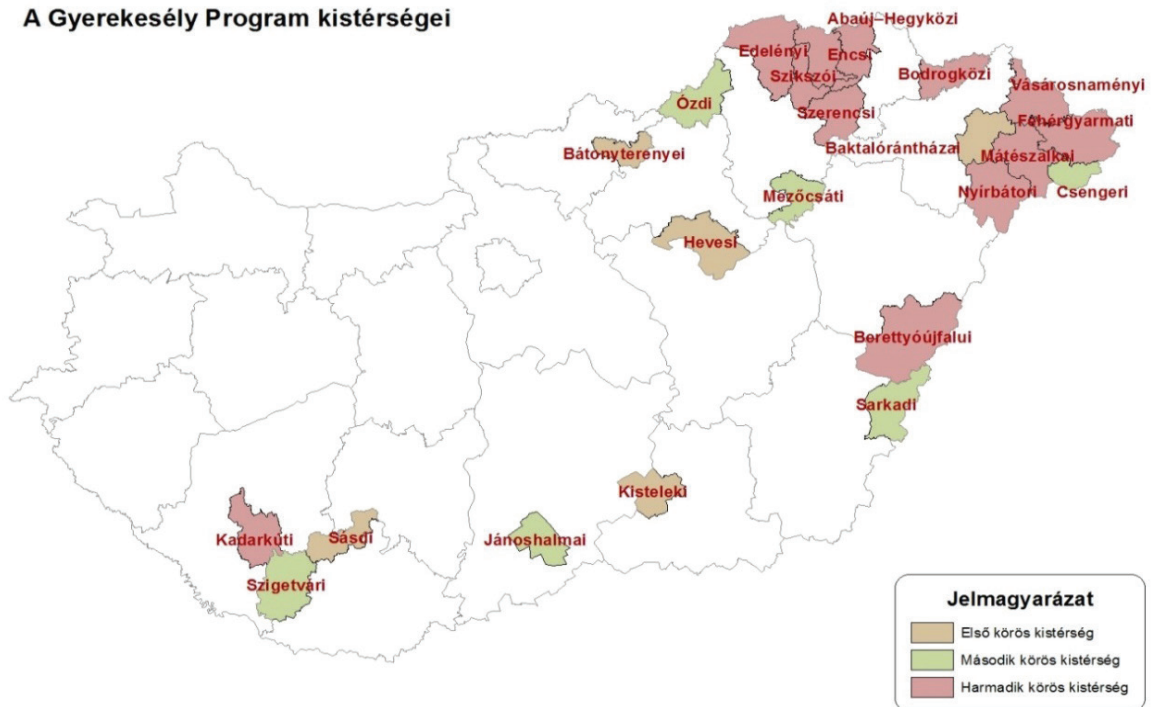 A Gyerekesély Program kistérségei
Abaúj–Hegyközi
Edelényi
Encsi
Szikszói
Bodrogközi
Vásárosnaményi
Ózdi
Szerencsi
Fehérgyarmati
Bátonyterenyei
Baktalórántházai
Mátészalkai
Nyírbátori
Csengeri
Mezőcsáti
Hevesi
Berettyóújfalui
Sarkadi
Kisteleki
Kadarkúti
Sásdi
Jánoshalmai
Szigetvári
Jelmagyarázat
Első körös kistérség
Második körös kistérség
Harmadik körös kistérség